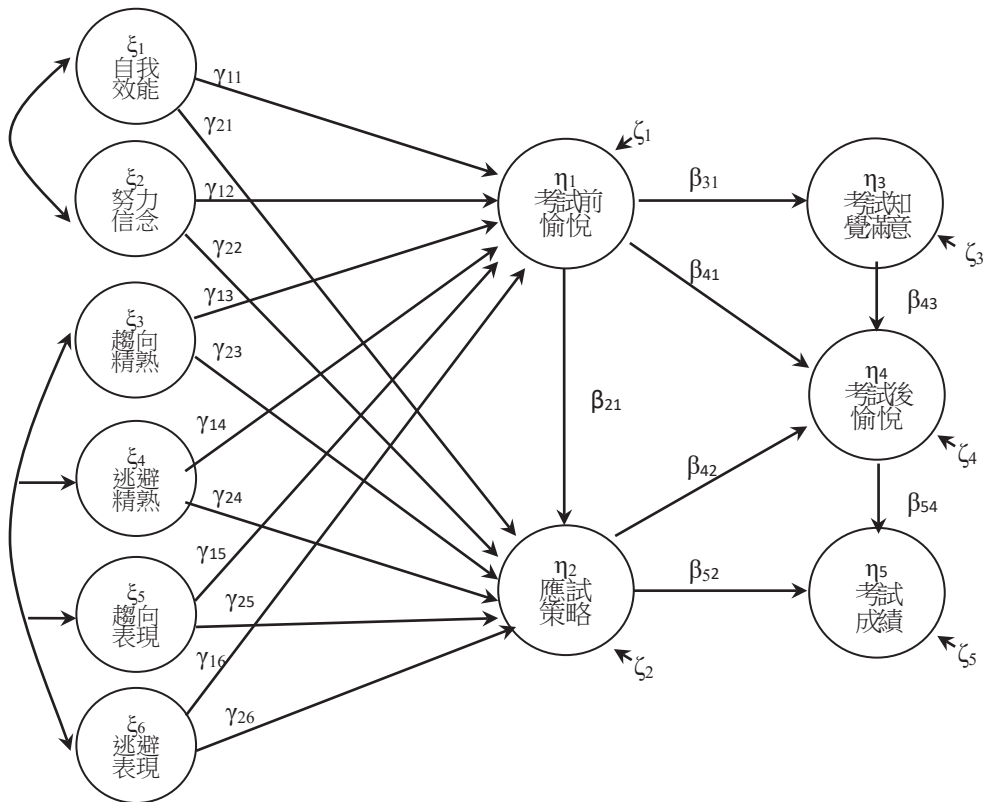 ξ1
自我
效能
γ11
γ21
ζ1
ξ2
努力
信念
γ12
γ22
η1
考試前
愉悅
β31
η3
考試知
覺滿意
ζ3
γ13
β41
β43
ξ3
趨向
精熟
γ23
η4
考試後
愉悅
ζ4
β21
γ14
ξ4
逃避
精熟
γ24
β42
β54
γ15
ξ5
趨向
表現
γ25
η2
應試
策略
ζ2
β52
η5
考試
成績
ζ5
γ16
γ26
ξ6
逃避
表現